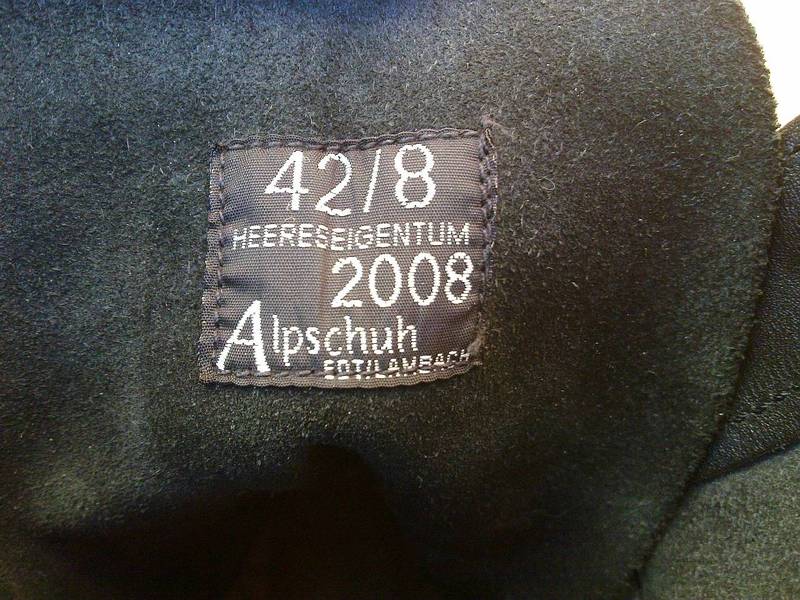 42/8
HEERESEIGENTUM
2008
Alpschuh
EDT/LAMBACH